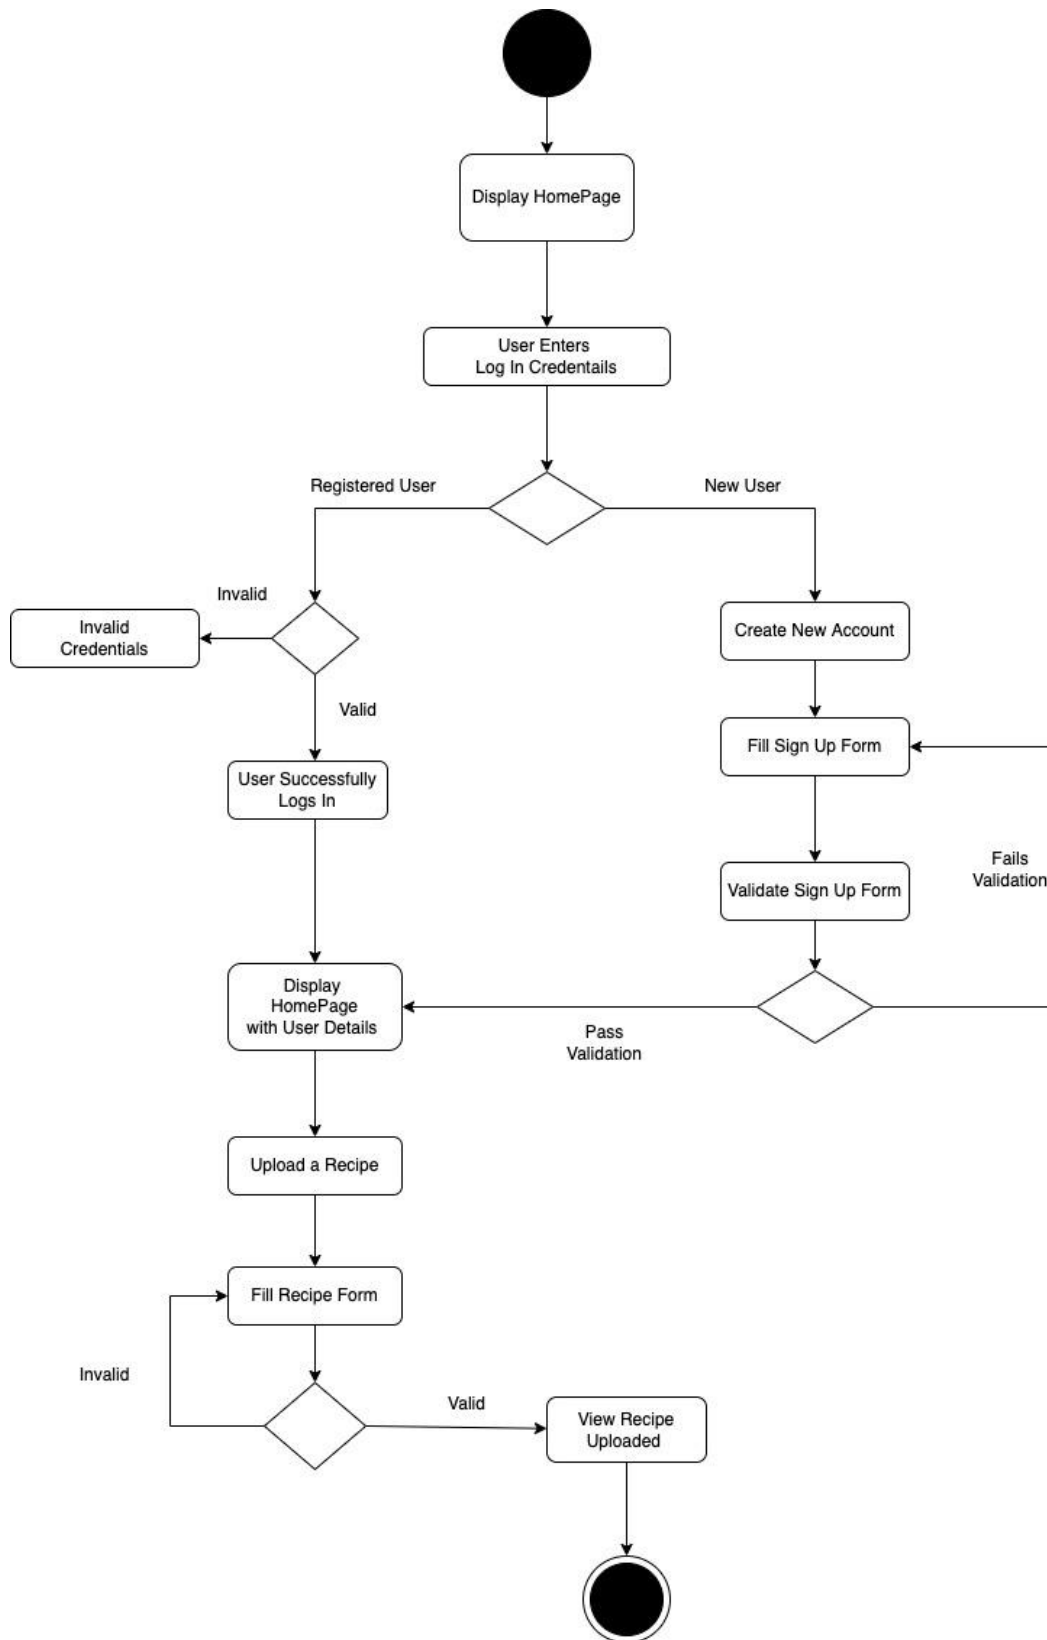 Display HomePage
User Enters
Log In Credentails
Registered User
New User
Invalid
Invalid
Credentials
Create New Account
Valid
Fill Sign Up Form
User Successfully
Logs In
Fails
Validation
Validate Sign Up Form
Display
HomePage
with User Details
Pass
Validation
Upload a Recipe
Fill Recipe Form
Invalid
Valid
View Recipe
Uploaded